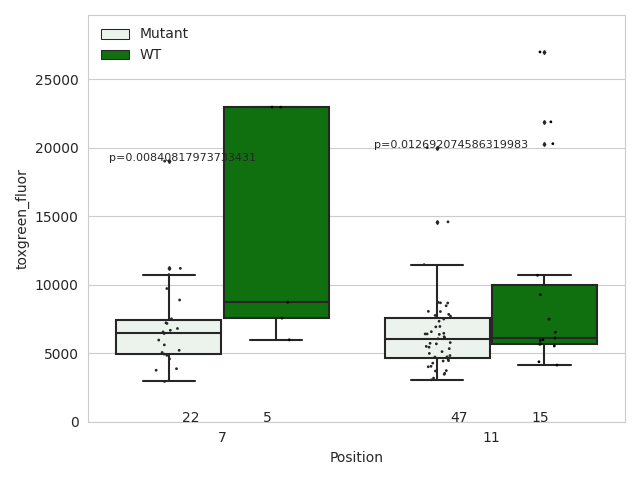 Mutant
WT
25000
20000
15000
10000
5000
0
toxgreen_fluor
p=0.00840817973733431
p=0.012692074586319983
22
5
47
15
7
11
Position